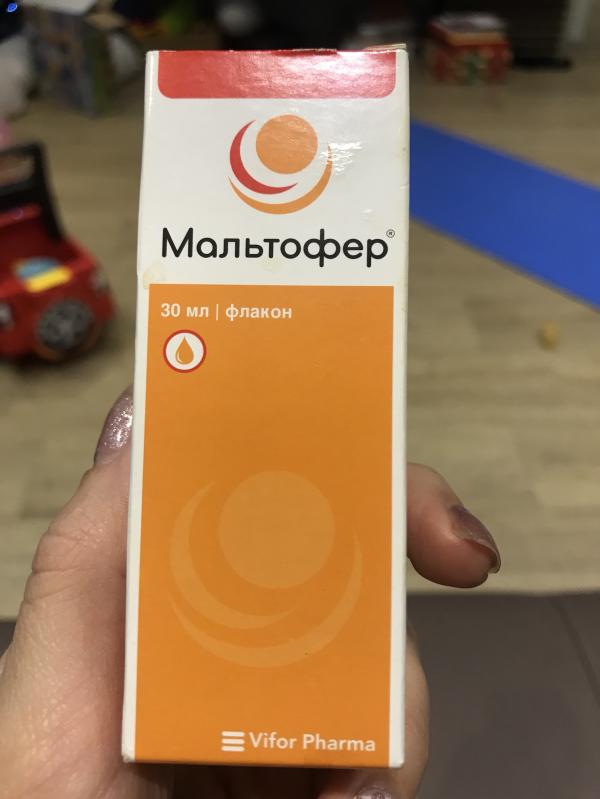 Мальтофер®
30 мл | флакон
Vifor Pharma